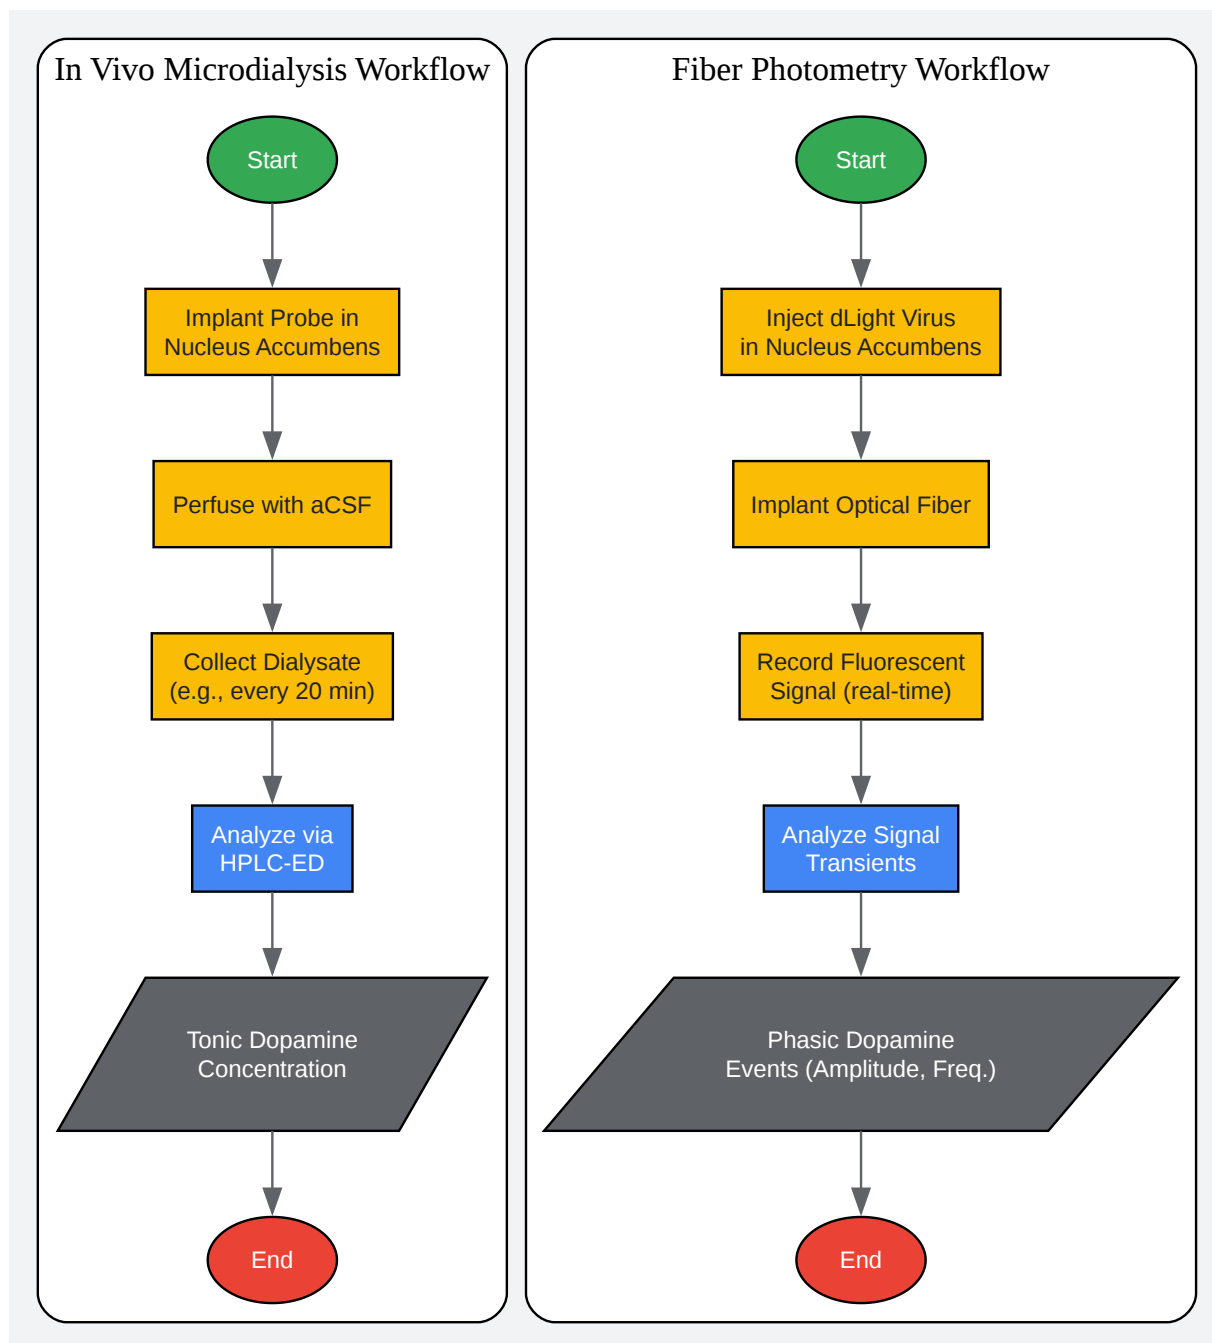 In Vivo Microdialysis Workflow
Start
Implant Probe in
Nucleus Accumbens
Perfuse with aCSF
Collect Dialysate
(e.g., every 20 min)
Analyze via
HPLC-ED
Tonic Dopamine
Concentration
End
Fiber Photometry Workflow
Start
Inject dLight Virus
in Nucleus Accumbens
Implant Optical Fiber
Record Fluorescent
Signal (real-time)
Analyze Signal
Transients
Phasic Dopamine
Events (Amplitude, Freq.)
End